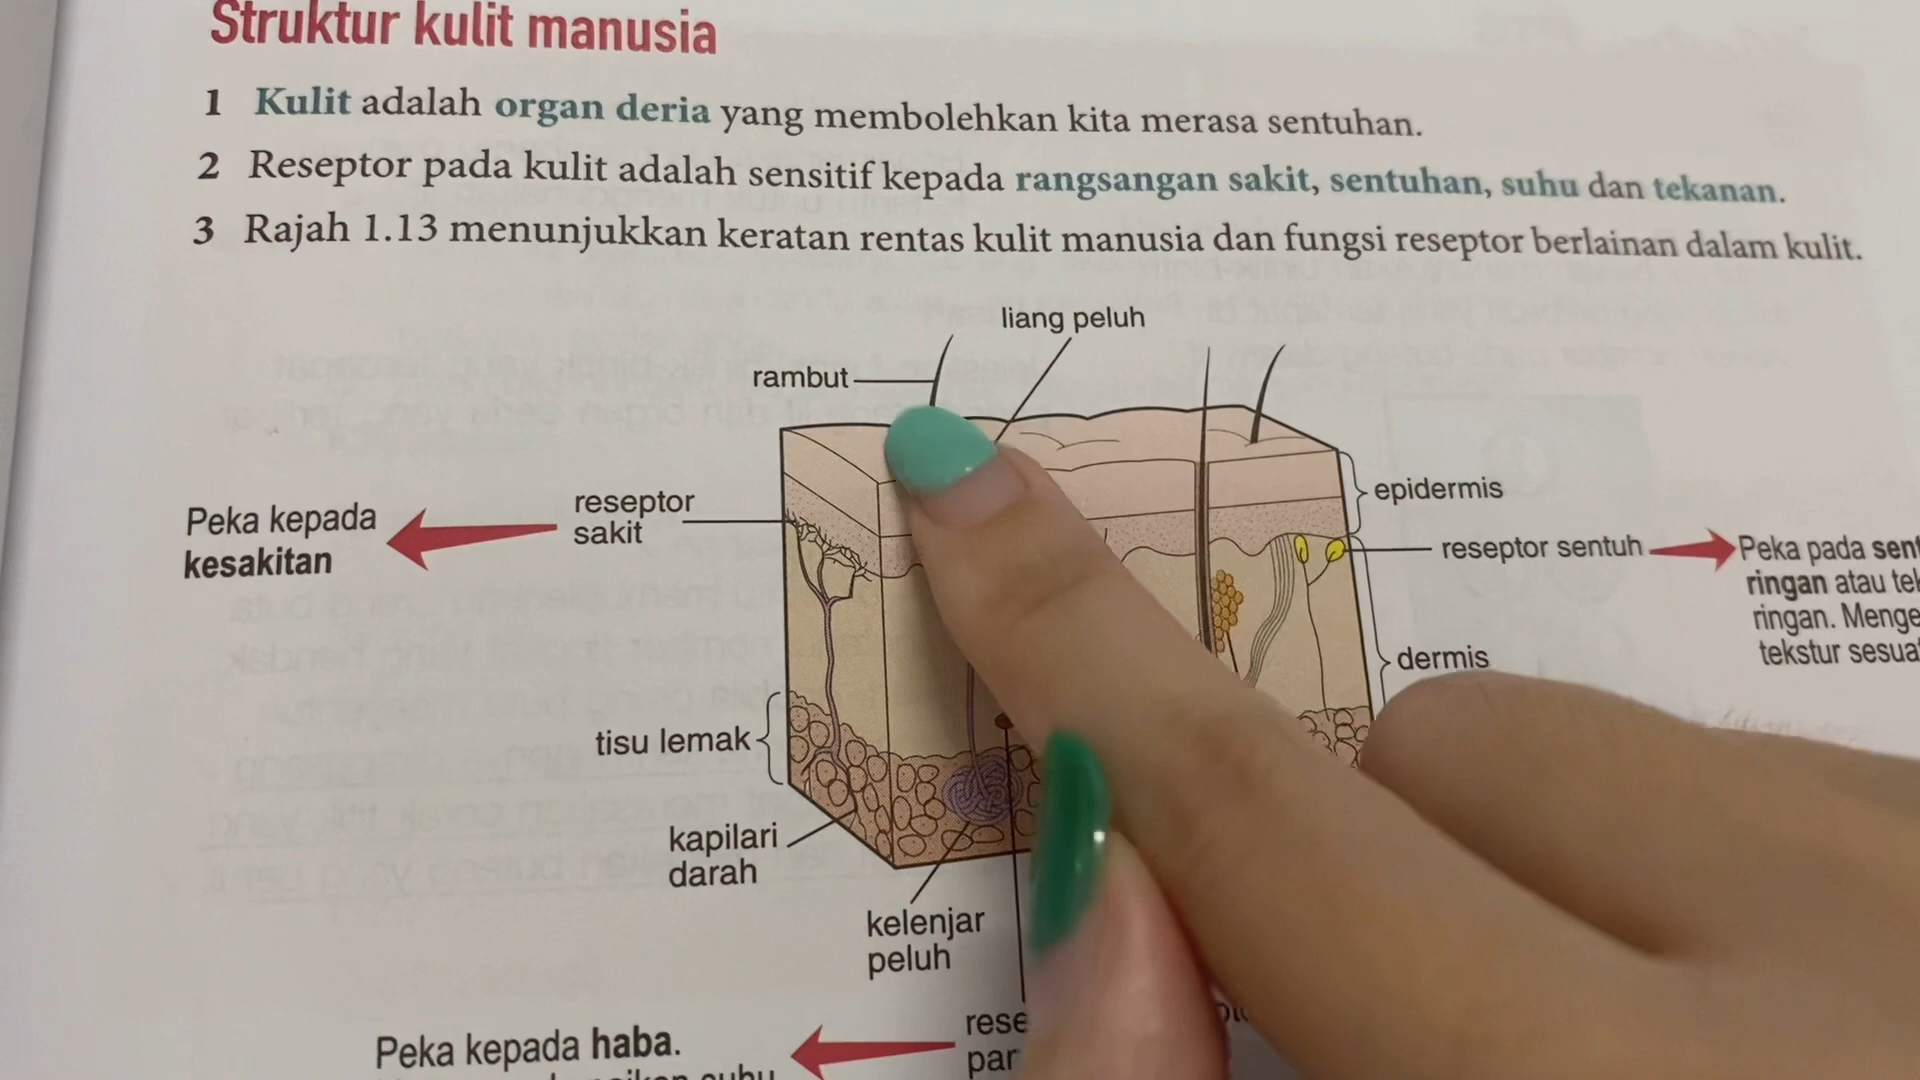 Struktur kulit manusia
1 Kulit adalah organ deria yang membolehkan kita merasa sentuhan.
2 Reseptor pada kulit adalah sensitif kepada rangsangan sakit, sentuhan, suhu dan tekanan.
3 Rajah 1.13 menunjukkan keratan rentas kulit manusia dan fungsi reseptor berlainan dalam kulit.
liang peluh
rambut
epidermis
reseptor
sakit
Peka kepada
kesakitan
reseptor sentuh
Peka pada
ringan atau
ringan.
tekstur
dermis
tisu lemak
kapilari
darah
kelenjar
peluh
Peka kepada haba.